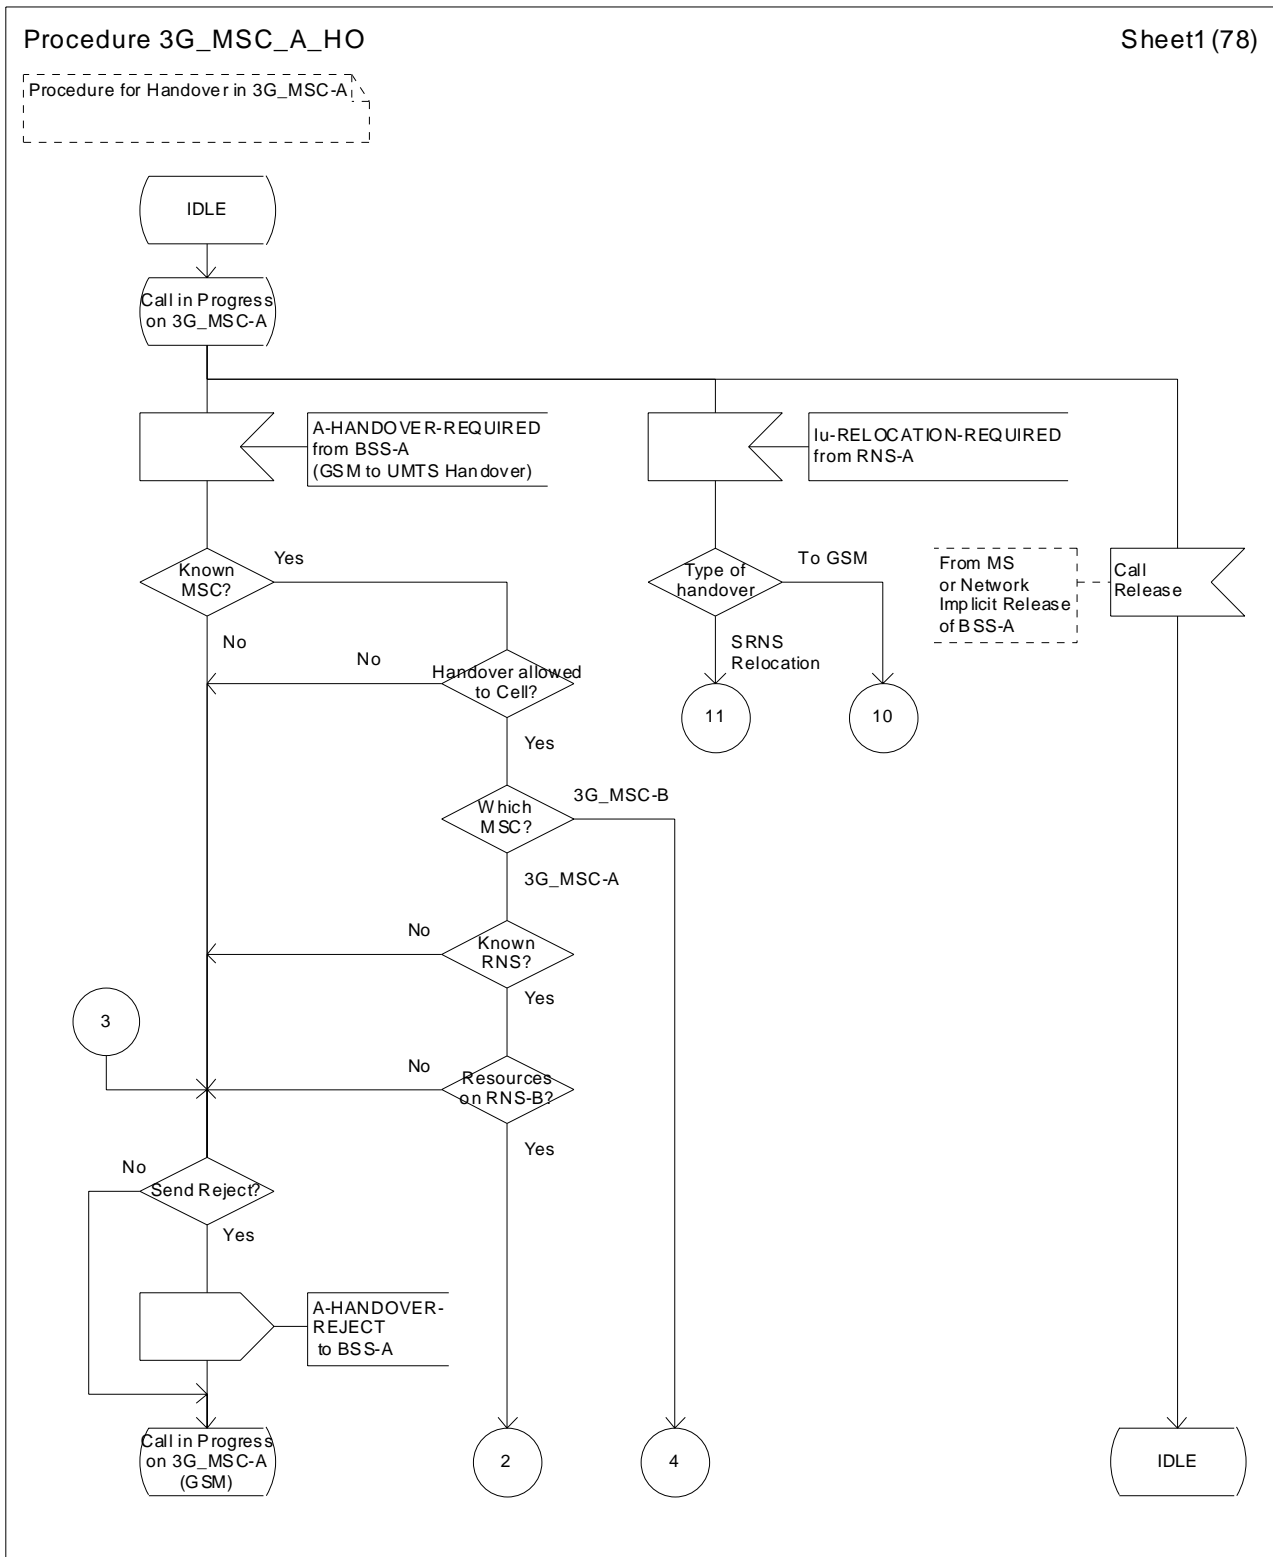 Procedure 3G_MSC_A_HO
Sheet1 (78)
Procedure for Handover in 3G_MSC-A
IDLE
Call in Progress
on 3G_MSC-A
A-HANDOVER-REQUIRED
from BSS-A
(GSM to UMTS Handover)
Iu-RELOCATION-REQUIRED
from RNS-A
Known
MSC?
Yes
No
Type of
handover
To GSM
SRNS
Relocation
From MS
or Network
Implicit Release
of BSS-A
Call
Release
No
Handover allowed
to Cell?
Yes
11
10
Which
MSC?
3G_MSC-B
3G_MSC-A
No
Known
RNS?
Yes
3
No
Resources
on RNS-B?
Yes
No
Send Reject?
Yes
A-HANDOVER-
REJECT
to BSS-A
Call in Progress
on 3G_MSC-A
(GSM)
2
4
IDLE